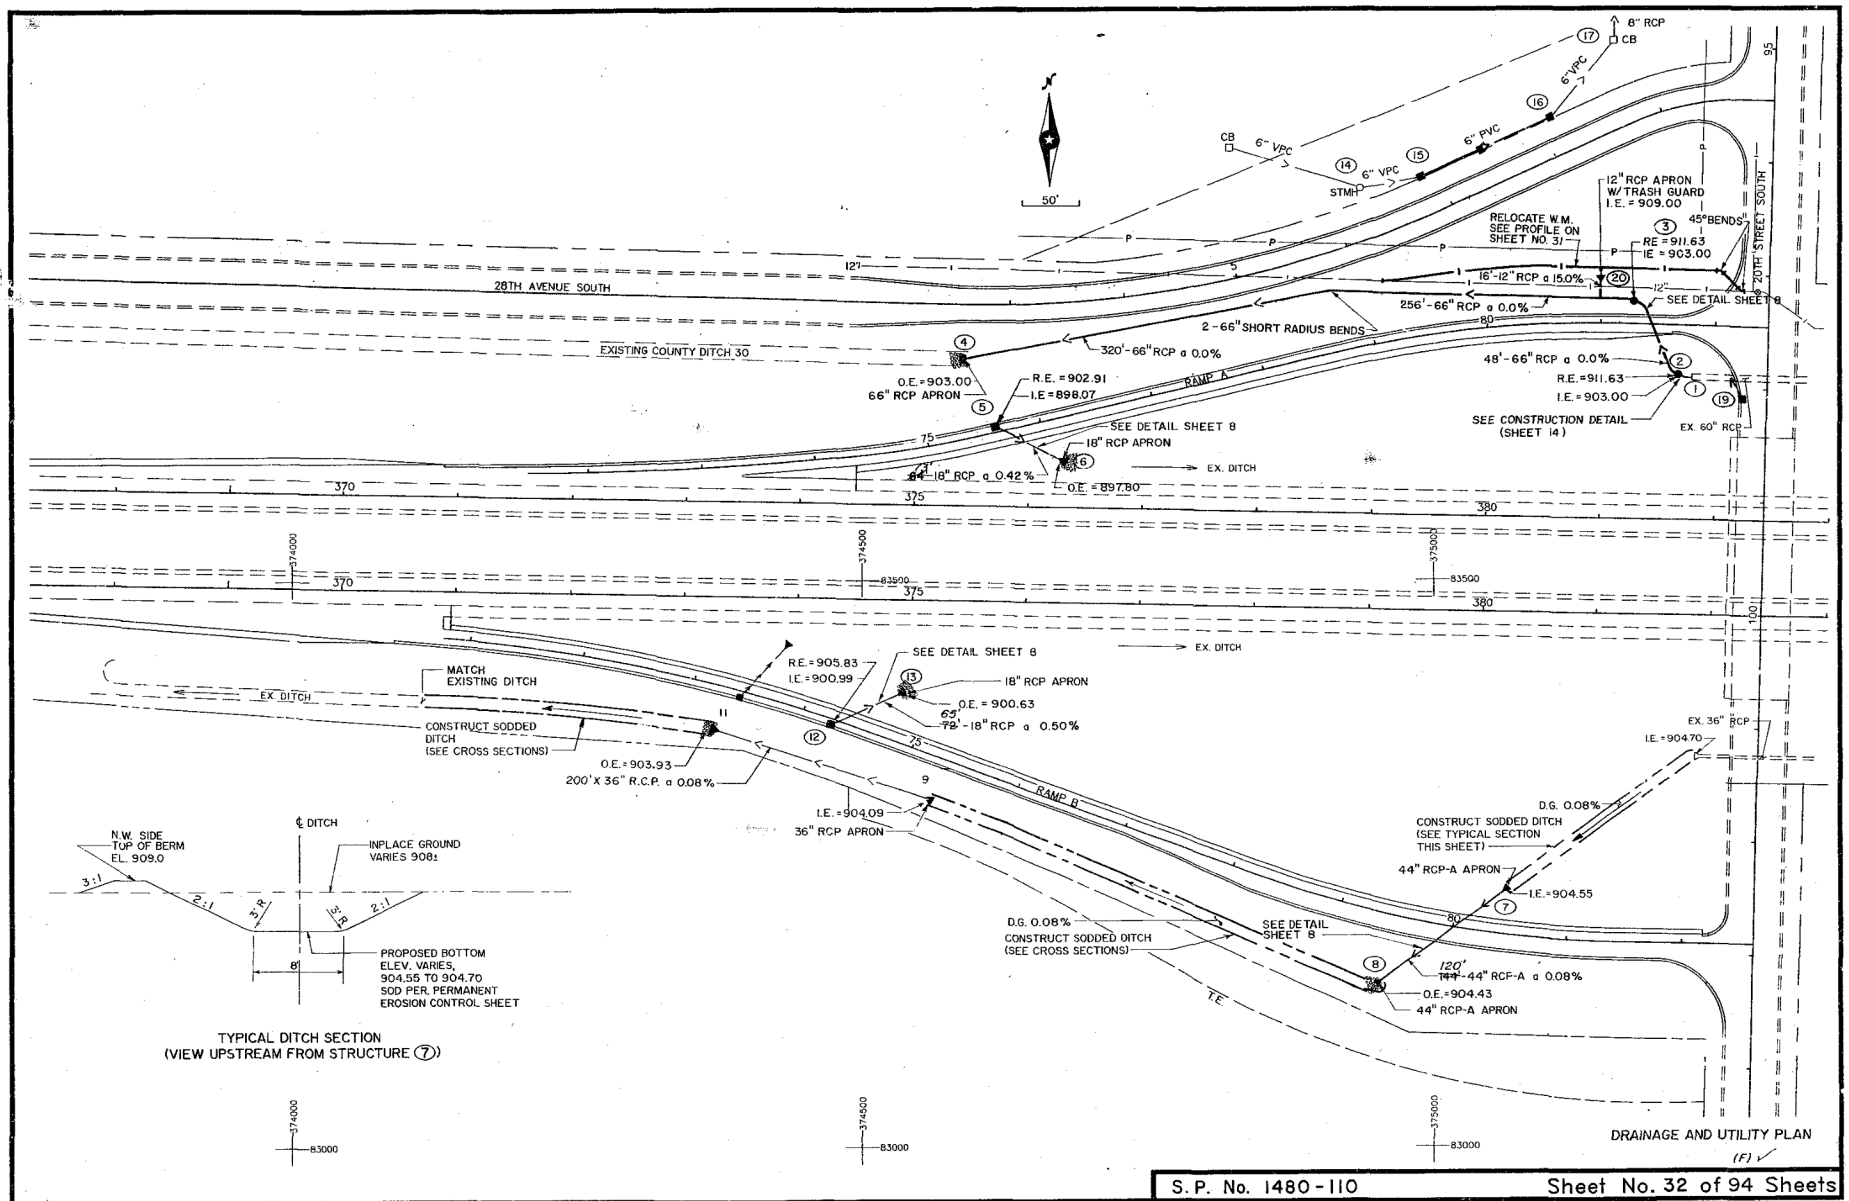 8" RCP
17
CB
95
6" VPC
16
N
CB
6" VPC
14
6" VPC
15
6" PVC
STMH
P
50'
12" RCP APRON
W/TRASH GUARD
I.E. = 909.00
RELOCATE W.M.
SEE PROFILE ON
SHEET NO. 31
3
45° BENDS
RE = 911.63
IE = 903.00
20TH STREET SOUTH
P
P
P
P
127
5
28TH AVENUE SOUTH
16'-12" RCP a 15.0%
20
12"
SEE DETAIL SHEET 8
256'-66" RCP a 0.0%
2-66" SHORT RADIUS BENDS
80
4
EXISTING COUNTY DITCH 30
320'-66" RCP a 0.0%
48'-66" RCP a 0.0%
2
O.E. = 903.00
66" RCP APRON
R.E. = 902.91
I.E = 898.07
RAMP A
R.E. = 911.63
I.E. = 903.00
1
19
5
SEE CONSTRUCTION DETAIL
(SHEET 14)
EX. 60" RCP
75
SEE DETAIL SHEET 8
18" RCP APRON
6
EX. DITCH
84'-18" RCP a 0.42%
O.E. = 897.80
370
375
380
374000
374500
375000
83500
83500
370
375
380
100
EX. DITCH
R.E. = 905.83
I.E. = 900.99
SEE DETAIL SHEET 8
MATCH
EXISTING DITCH
13
18" RCP APRON
EX. DITCH
O.E. = 900.63
65'
72'-18" RCP a 0.50%
11
CONSTRUCT SODDED
DITCH
(SEE CROSS SECTIONS)
12
75
EX. 36" RCP
I.E. = 904.70
O.E. = 903.93
200' X 36" R.C.P. a 0.08%
9
RAMP B
I.E. = 904.09
36" RCP APRON
D.G. 0.08%
CONSTRUCT SODDED DITCH
(SEE TYPICAL SECTION
THIS SHEET)
℄ DITCH
N.W. SIDE
TOP OF BERM
EL. 909.0
INPLACE GROUND
VARIES 908±
44" RCP-A APRON
3:1
2:1
3' R
3' R
2:1
I.E. = 904.55
7
80
D.G. 0.08%
CONSTRUCT SODDED DITCH
(SEE CROSS SECTIONS)
SEE DETAIL
SHEET 8
PROPOSED BOTTOM
ELEV. VARIES,
904.55 TO 904.70
SOD PER. PERMANENT
EROSION CONTROL SHEET
8'
8
120'
144'-44" RCP-A a 0.08%
O.E. = 904.43
44" RCP-A APRON
T.E.
TYPICAL DITCH SECTION
(VIEW UPSTREAM FROM STRUCTURE 7)
374000
374500
375000
83000
83000
83000
DRAINAGE AND UTILITY PLAN
(F) ✓
S.P. No. 1480-110
Sheet No. 32 of 94 Sheets